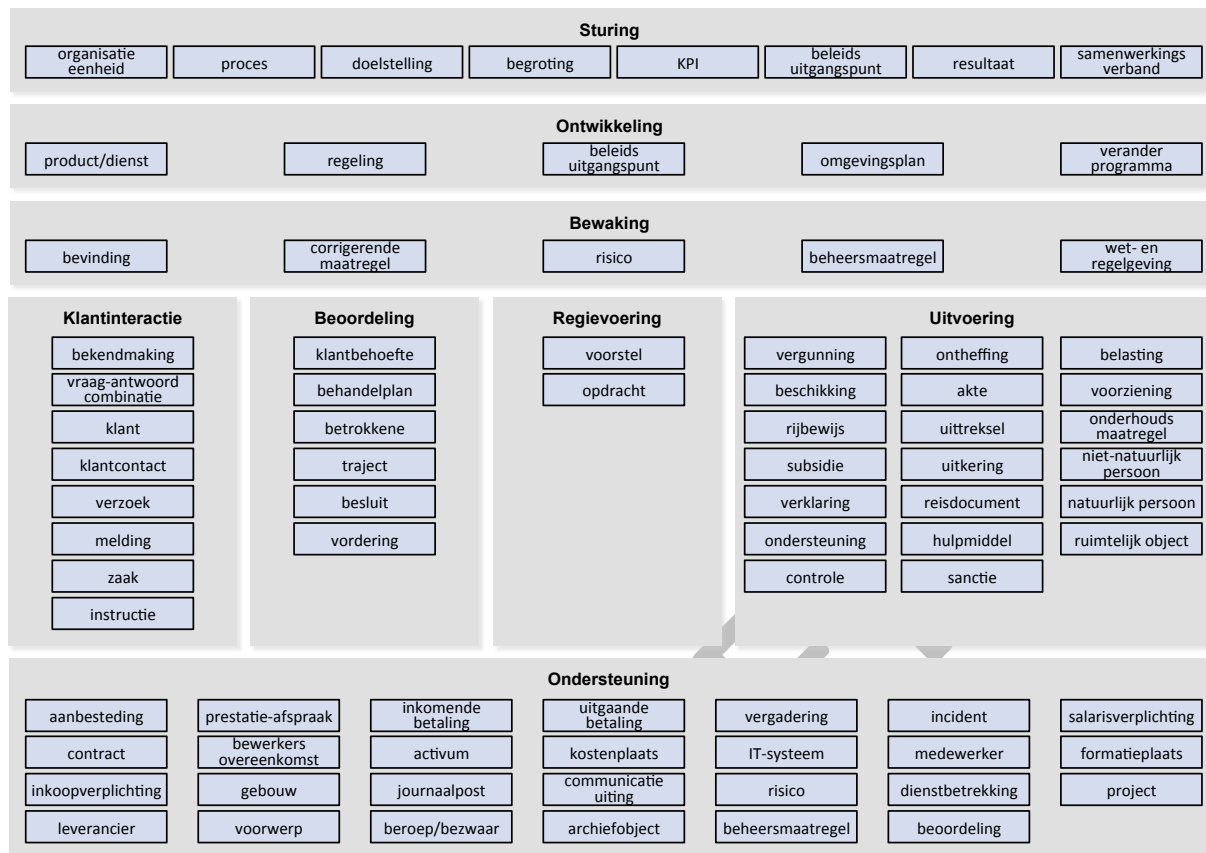 Sturing
organisatie
eenheid
proces
doelstelling
begroting
KPI
beleids
uitgangspunt
resultaat
samenwerkings
verband
Ontwikkeling
product/dienst
regeling
beleids
uitgangspunt
omgevingsplan
verander
programma
Bewaking
bevinding
corrigerende
maatregel
risico
beheersmaatregel
wet- en
regelgeving
Klantinteractie
bekendmaking
vraag-antwoord
combinatie
klant
klantcontact
verzoek
melding
zaak
instructie
Beoordeling
klantbehoefte
behandelplan
betrokkene
traject
besluit
vordering
Regievoering
voorstel
opdracht
Uitvoering
vergunning
ontheffing
belasting
beschikking
akte
voorziening
rijbewijs
uittreksel
onderhouds
maatregel
subsidie
uitkering
niet-natuurlijk
persoon
verklaring
reisdocument
natuurlijk persoon
ondersteuning
hulpmiddel
ruimtelijk object
controle
sanctie
Ondersteuning
aanbesteding
prestatie-afspraak
inkomende
betaling
uitgaande
betaling
vergadering
incident
salarisverplichting
contract
bewerkers
overeenkomst
activum
kostenplaats
IT-systeem
medewerker
formatieplaats
inkoopverplichting
gebouw
journaalpost
communicatie
uiting
risico
dienstbetrekking
project
leverancier
voorwerp
beroep/bezwaar
archiefobject
beheersmaatregel
beoordeling